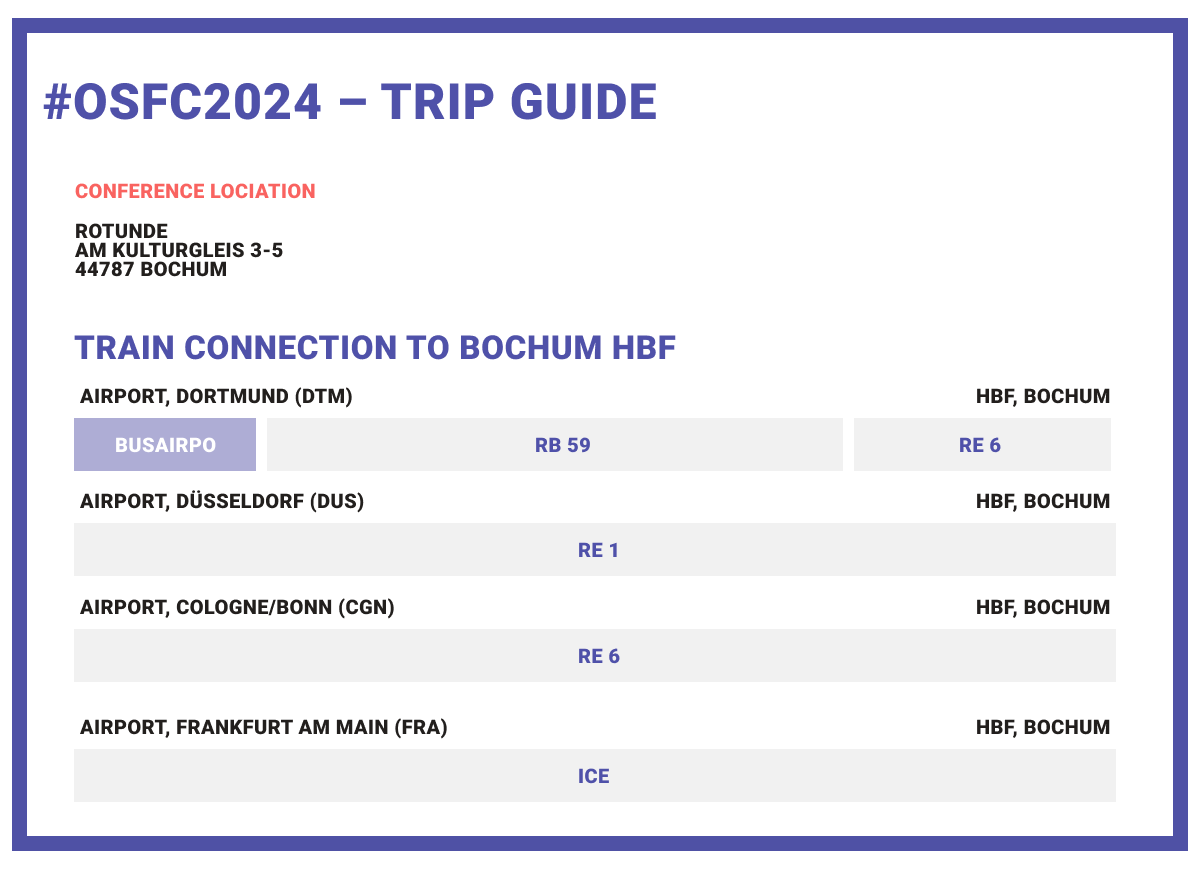 #OSFC2024 – TRIP GUIDE
CONFERENCE LOCIATION
ROTUNDE
AM KULTURGLEIS 3-5
44787 BOCHUM
TRAIN CONNECTION TO BOCHUM HBF
AIRPORT, DORTMUND (DTM) HBF, BOCHUM
BUSAIRPO RB 59 RE 6
AIRPORT, DÜSSELDORF (DUS) HBF, BOCHUM
RE 1
AIRPORT, COLOGNE/BONN (CGN) HBF, BOCHUM
RE 6
AIRPORT, FRANKFURT AM MAIN (FRA) HBF, BOCHUM
ICE